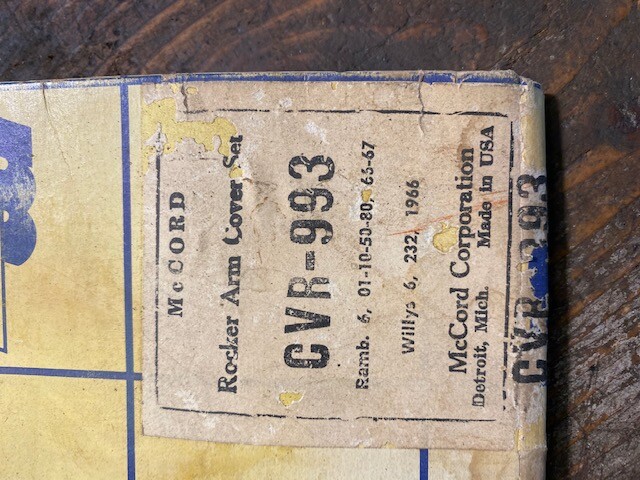 McCORD
Rocker Arm Cover Set
CVR-993
Ramb. 6, 01-10-50-80, 66-67
Willys 6, 232, 1966
McCord Corporation
Detroit, Mich. Made in USA
CVR 993